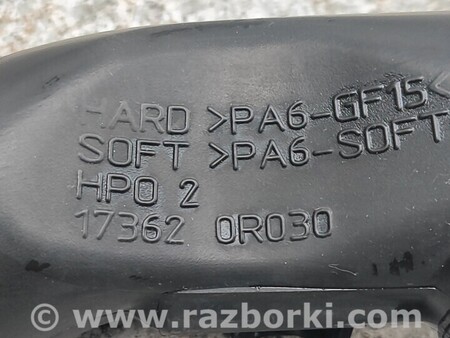 HARD >PA6-GF15<
SOFT >PA6-SOFT
HPO 2
17362 0R030
www.razborki.com